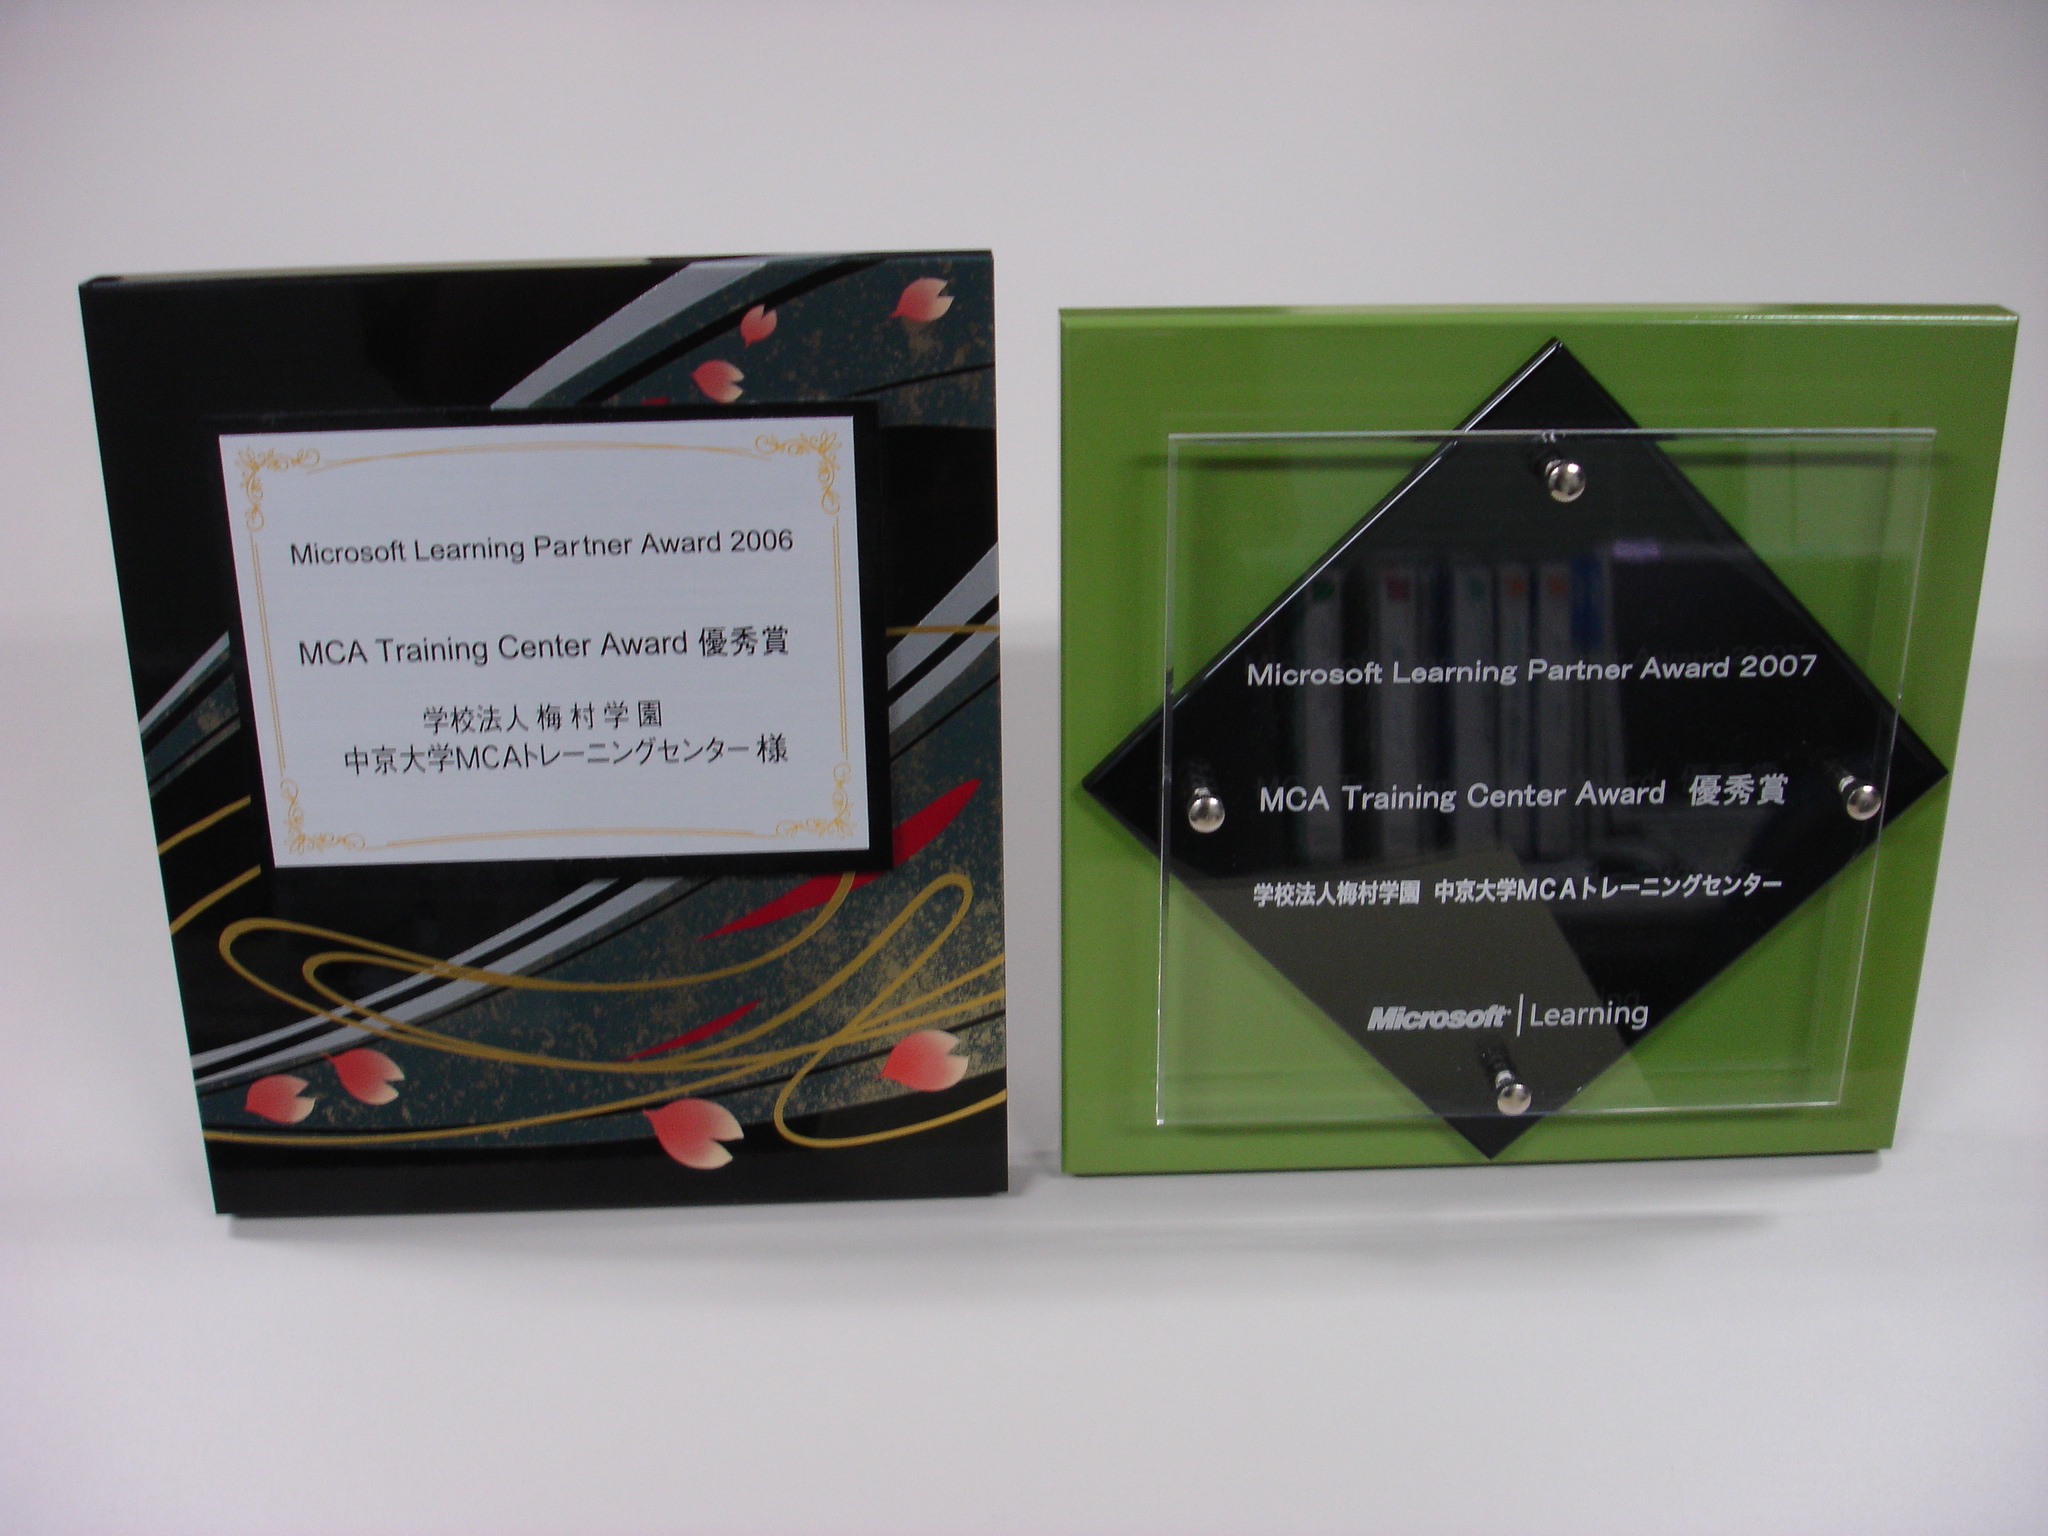 Microsoft Learning Partner Award 2006
MCA Training Center Award 優秀賞
学校法人 梅村学園
中京大学MCAトレーニングセンター 様
Microsoft Learning Partner Award 2007
MCA Training Center Award 優秀賞
学校法人梅村学園 中京大学MCAトレーニングセンター
Microsoft | Learning